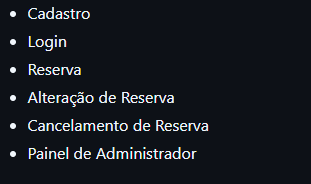 Cadastro
Login
Reserva
Alteração de Reserva
Cancelamento de Reserva
Painel de Administrador